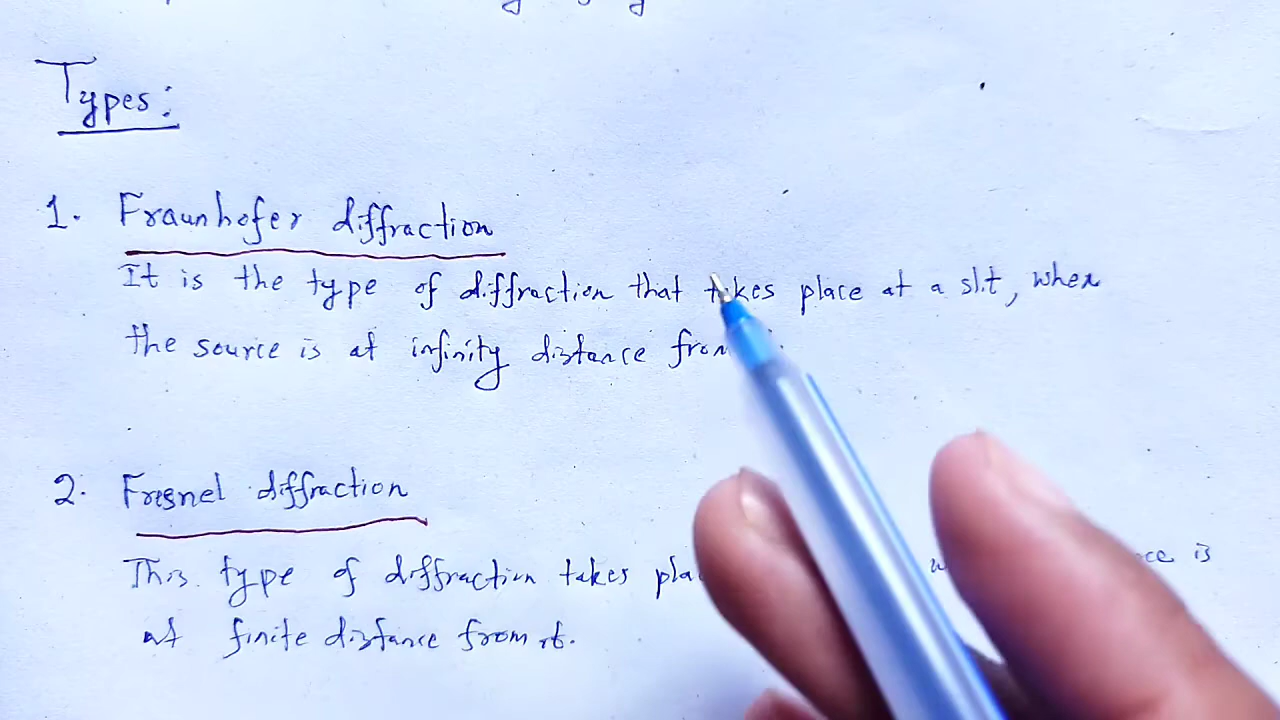 Types:
1. Fraunhofer diffraction
It is the type of diffraction that takes place at a slit, when
the source is at infinity distance from
2. Fresnel diffraction
This type of diffraction takes is
at finite distance from it.